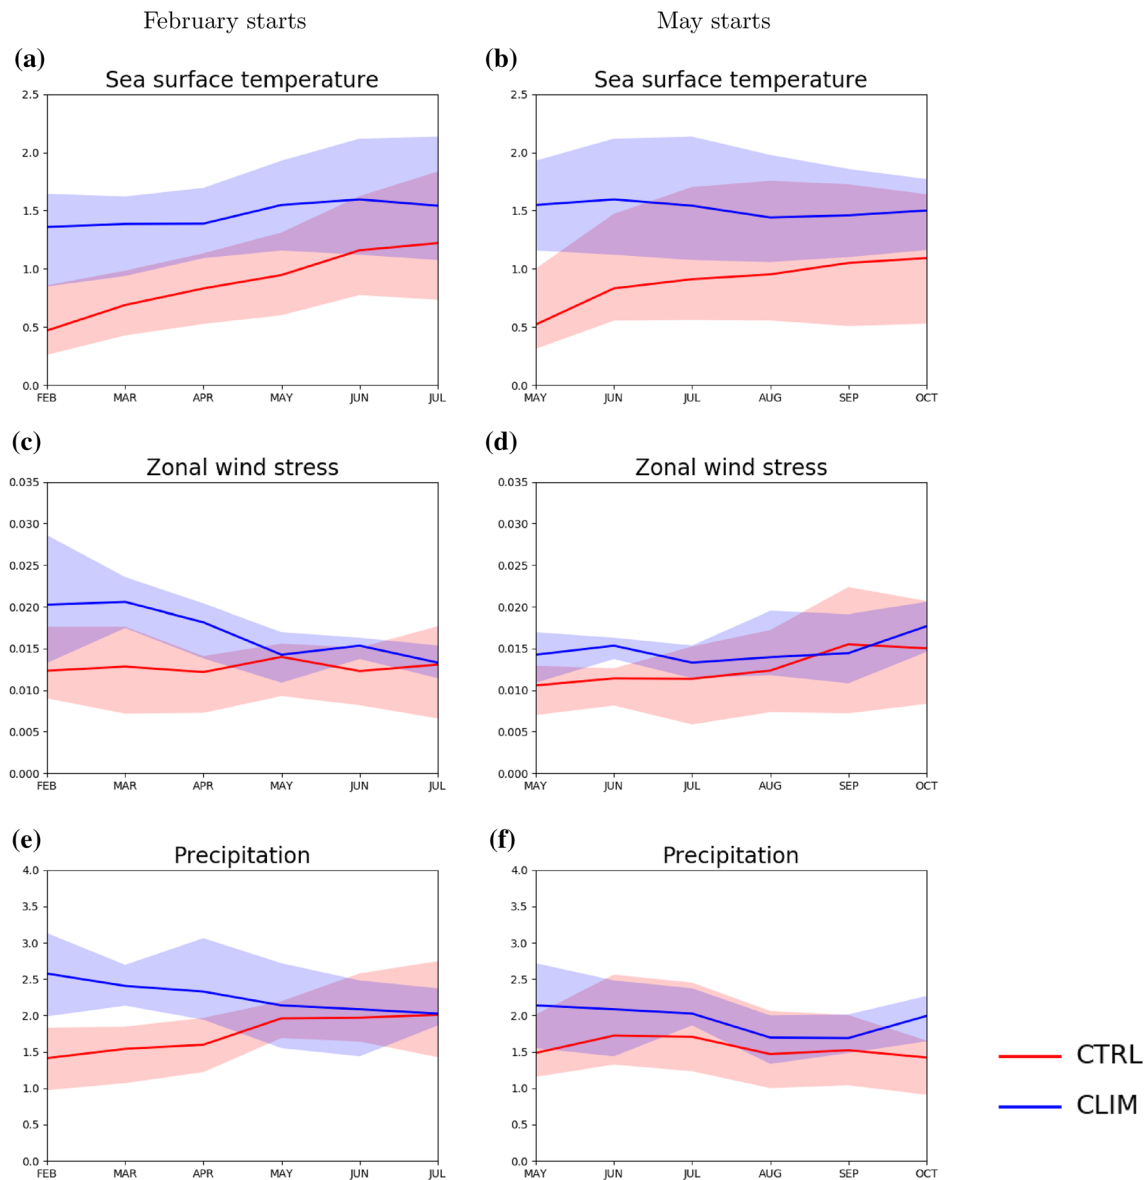 February starts
May starts
(a)
(b)
Sea surface temperature
Sea surface temperature
2.5
2.0
1.5
1.0
0.5
0.0
FEB MAR APR MAY JUN JUL
2.5
2.0
1.5
1.0
0.5
0.0
MAY JUN JUL AUG SEP OCT
(c)
(d)
Zonal wind stress
Zonal wind stress
0.035
0.030
0.025
0.020
0.015
0.010
0.005
0.000
FEB MAR APR MAY JUN JUL
0.035
0.030
0.025
0.020
0.015
0.010
0.005
0.000
MAY JUN JUL AUG SEP OCT
(e)
(f)
Precipitation
Precipitation
4.0
3.5
3.0
2.5
2.0
1.5
1.0
0.5
0.0
FEB MAR APR MAY JUN JUL
4.0
3.5
3.0
2.5
2.0
1.5
1.0
0.5
0.0
MAY JUN JUL AUG SEP OCT
CTRL
CLIM